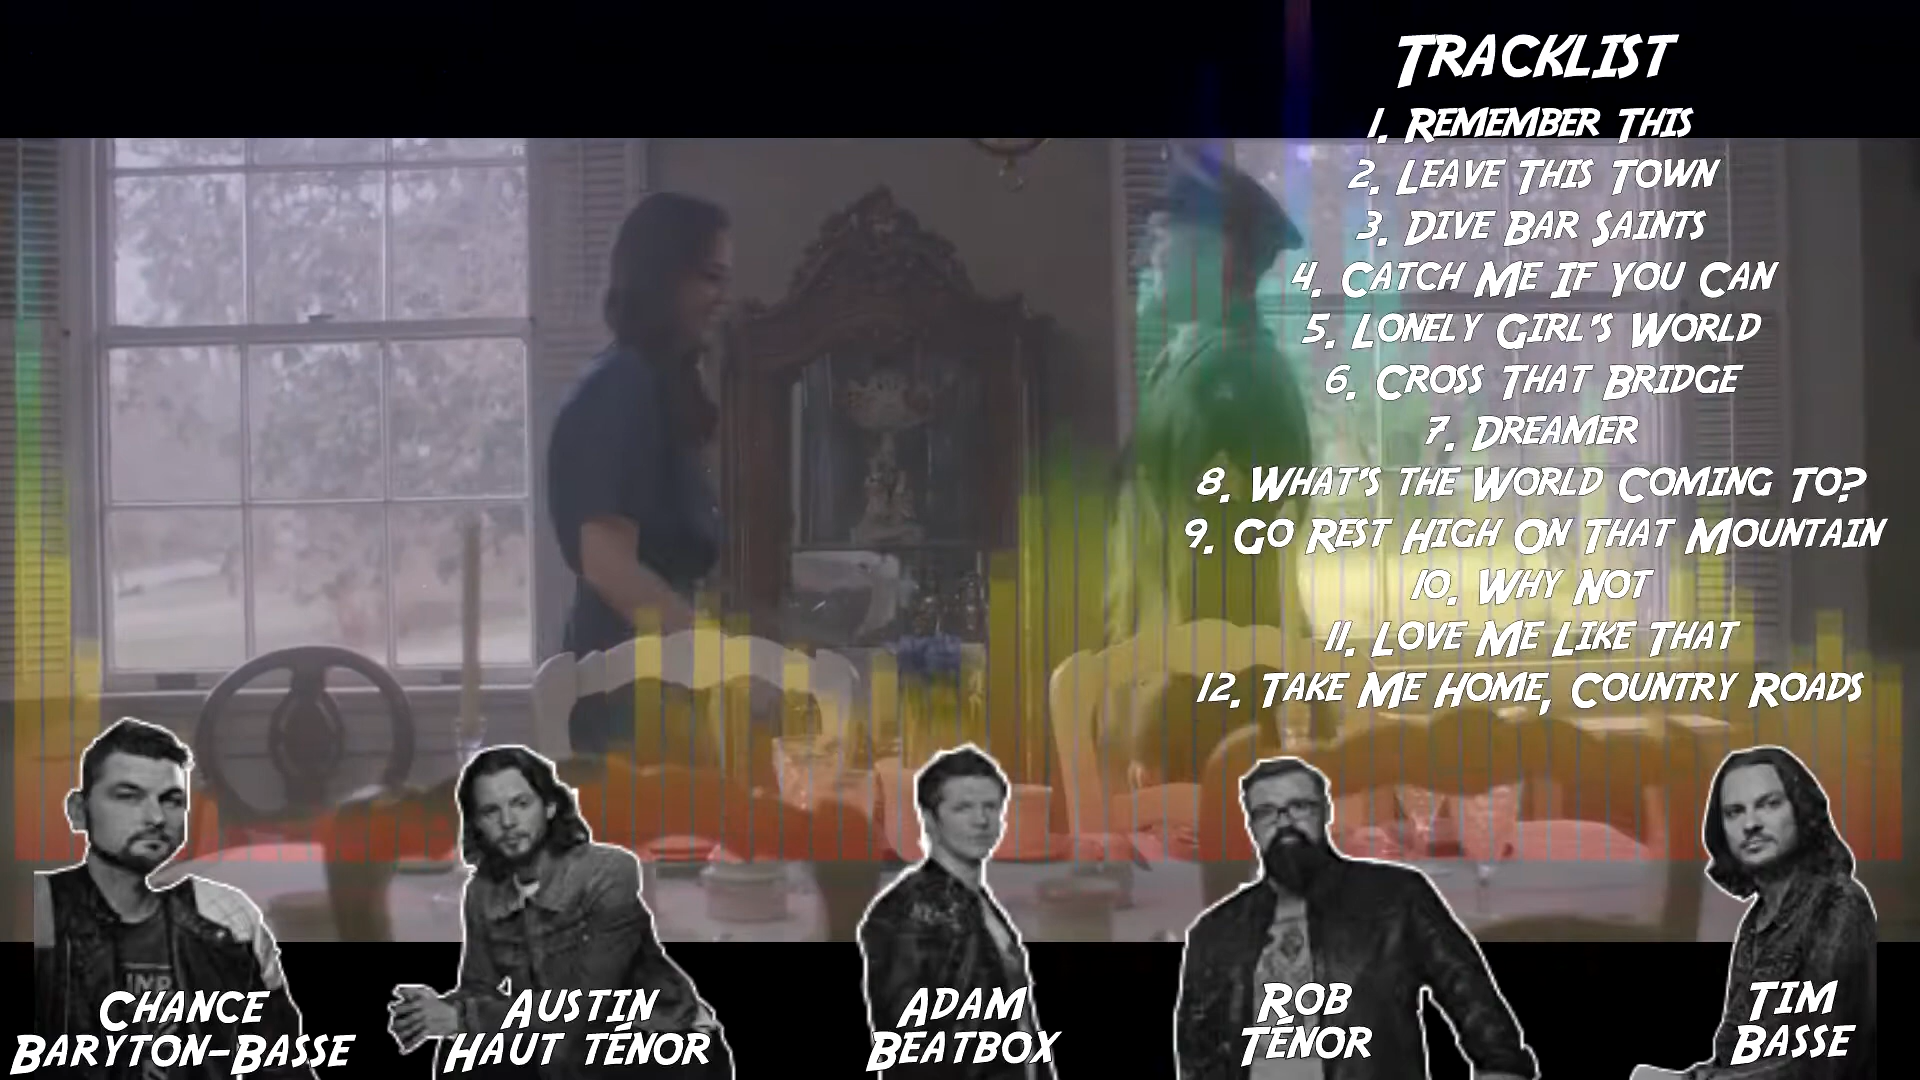 Tracklist
1. Remember This
2. Leave This Town
3. Dive Bar Saints
4. Catch Me If You Can
5. Lonely Girl's World
6. Cross That Bridge
7. Dreamer
8. What's the World Coming To?
9. Go Rest High On That Mountain
10. Why Not
11. Love Me Like That
12. Take Me Home, Country Roads
Chance
Baryton-Basse
Austin
Haut ténor
Adam
Beatbox
Rob
Ténor
Tim
Basse